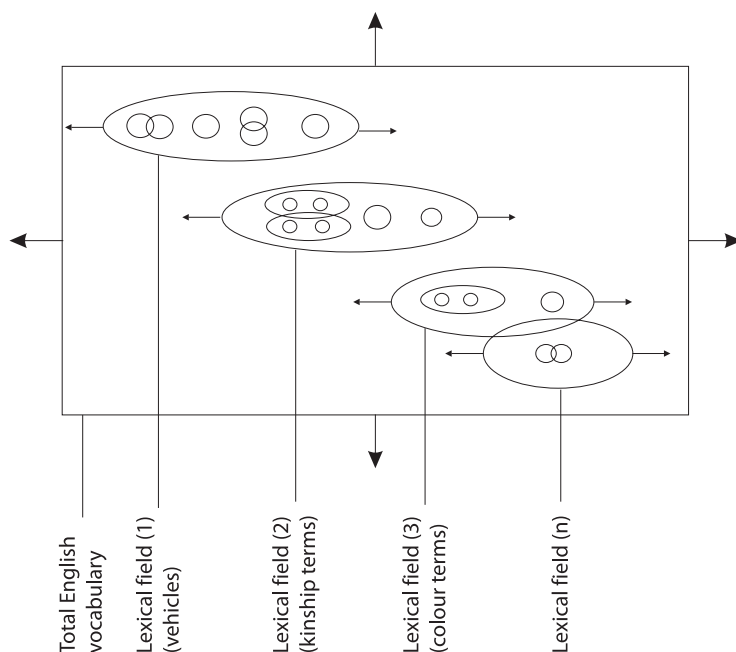 Total English
vocabulary
Lexical field (1)
(vehicles)
Lexical field (2)
(kinship terms)
Lexical field (3)
(colour terms)
Lexical field (n)